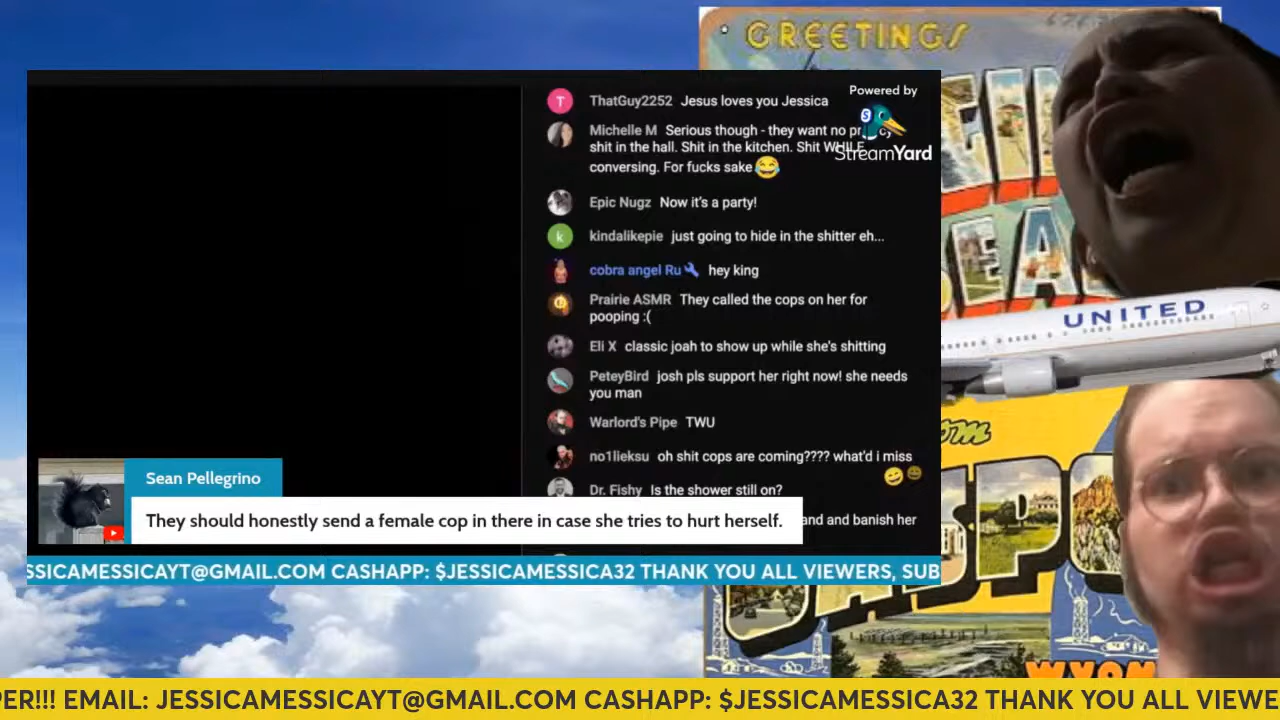 GREETINGS
Powered by
StreamYard
ThatGuy2252 Jesus loves you Jessica
Michelle M Serious though - they want no
shit in the hall. Shit in the kitchen. Shit WHILE
conversing. For fucks sake😂
Epic Nugz Now it's a party!
kindalikepie just going to hide in the shitter eh...
cobra angel Ru hey king
Prairie ASMR They called the cops on her for
pooping :(
Eli X classic joah to show up while she's shitting
PeteyBird josh pls support her right now! she needs
you man
Warlord's Pipe TWU
no1lieksu oh shit cops are coming???? what'd i miss
Dr. Fishy Is the shower still on?
and and banish her
Sean Pellegrino
They should honestly send a female cop in there in case she tries to hurt herself.
SSICAMESSICAYT@GMAIL.COM CASHAPP: $JESSICAMESSICA32 THANK YOU ALL VIEWERS, SUB
UNITED
PER!!! EMAIL: JESSICAMESSICAYT@GMAIL.COM CASHAPP: $JESSICAMESSICA32 THANK YOU ALL VIEWE